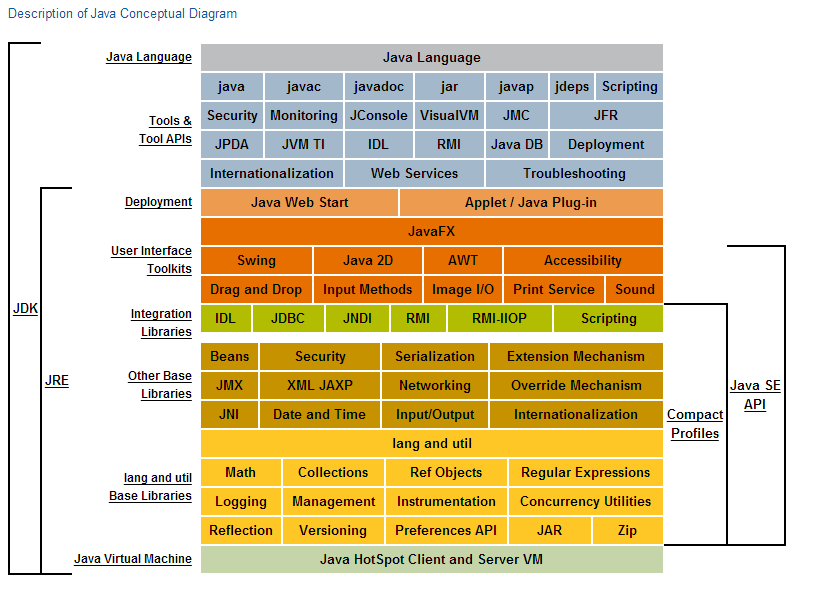 Description of Java Conceptual Diagram
Java Language
Java Language
java javac javadoc jar javap jdeps Scripting
Tools &
Tool APIs
Security Monitoring JConsole VisualVM JMC JFR
JPDA JVM TI IDL RMI Java DB Deployment
Internationalization Web Services Troubleshooting
Deployment
Java Web Start Applet / Java Plug-in
JavaFX
User Interface
Toolkits
Swing Java 2D AWT Accessibility
Drag and Drop Input Methods Image I/O Print Service Sound
Integration
Libraries
IDL JDBC JNDI RMI RMI-IIOP Scripting
JDK
Other Base
Libraries
Beans Security Serialization Extension Mechanism
JMX XML JAXP Networking Override Mechanism
JNI Date and Time Input/Output Internationalization
JRE
Java SE
API
Compact
Profiles
lang and util
lang and util
Base Libraries
Math Collections Ref Objects Regular Expressions
Logging Management Instrumentation Concurrency Utilities
Reflection Versioning Preferences API JAR Zip
Java Virtual Machine
Java HotSpot Client and Server VM